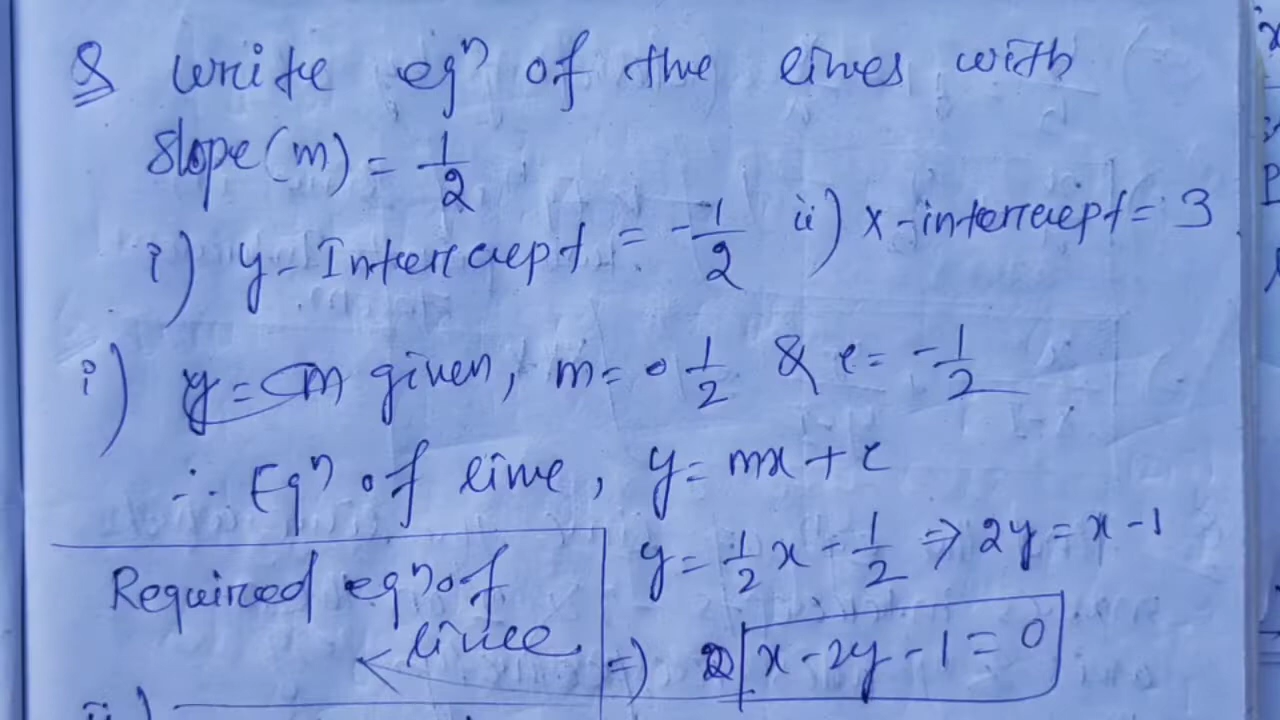 Q Write eqⁿ of the lines with
slope(m) = 1/2
i) y-Intercept = -1/2 ii) x-intercept = 3
i) given, m = 1/2 & c = -1/2
∴ Eqⁿ of line, y = mx + c
y = 1/2 x - 1/2 ⇒ 2y = x - 1
Required eqⁿ of
line
⇒ x - 2y - 1 = 0
ii)